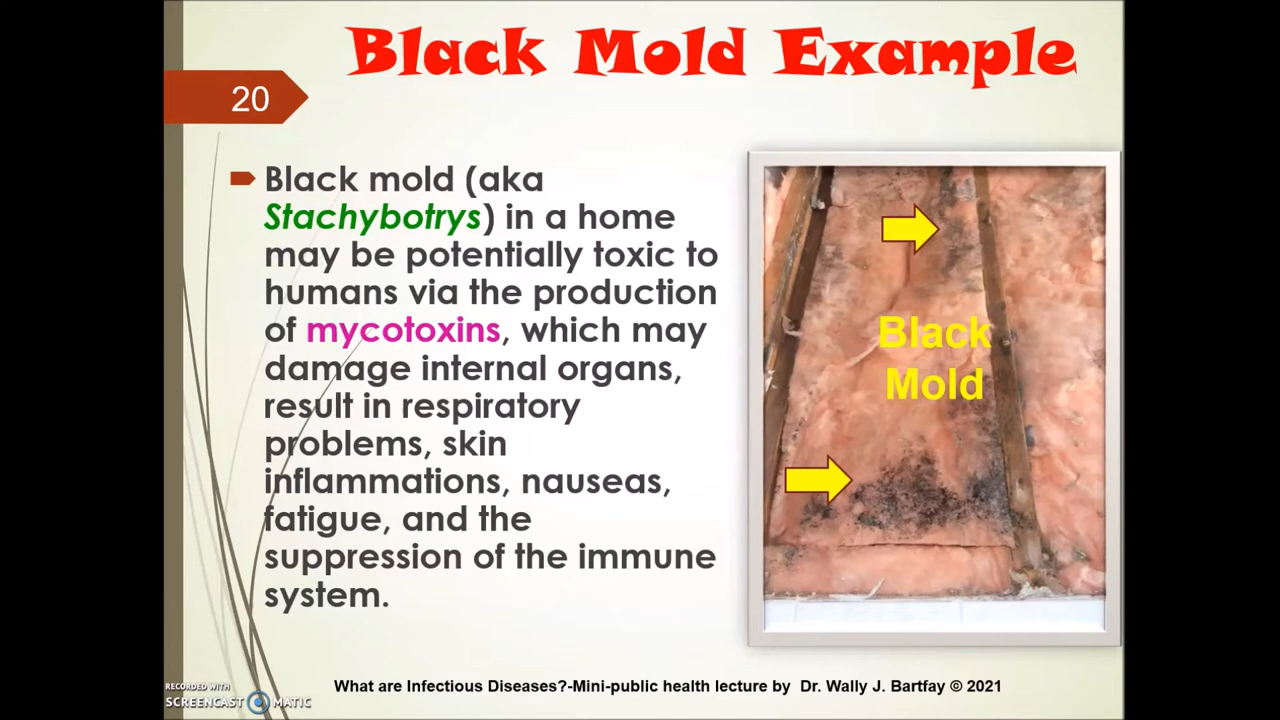 Black Mold Example
20
Black mold (aka
Stachybotrys) in a home
may be potentially toxic to
humans via the production
of mycotoxins, which may
damage internal organs,
result in respiratory
problems, skin
inflammations, nauseas,
fatigue, and the
suppression of the immune
system.
Black
Mold
What are Infectious Diseases?-Mini-public health lecture by Dr. Wally J. Bartfay © 2021
RECORDED WITH
SCREENCAST MATIC